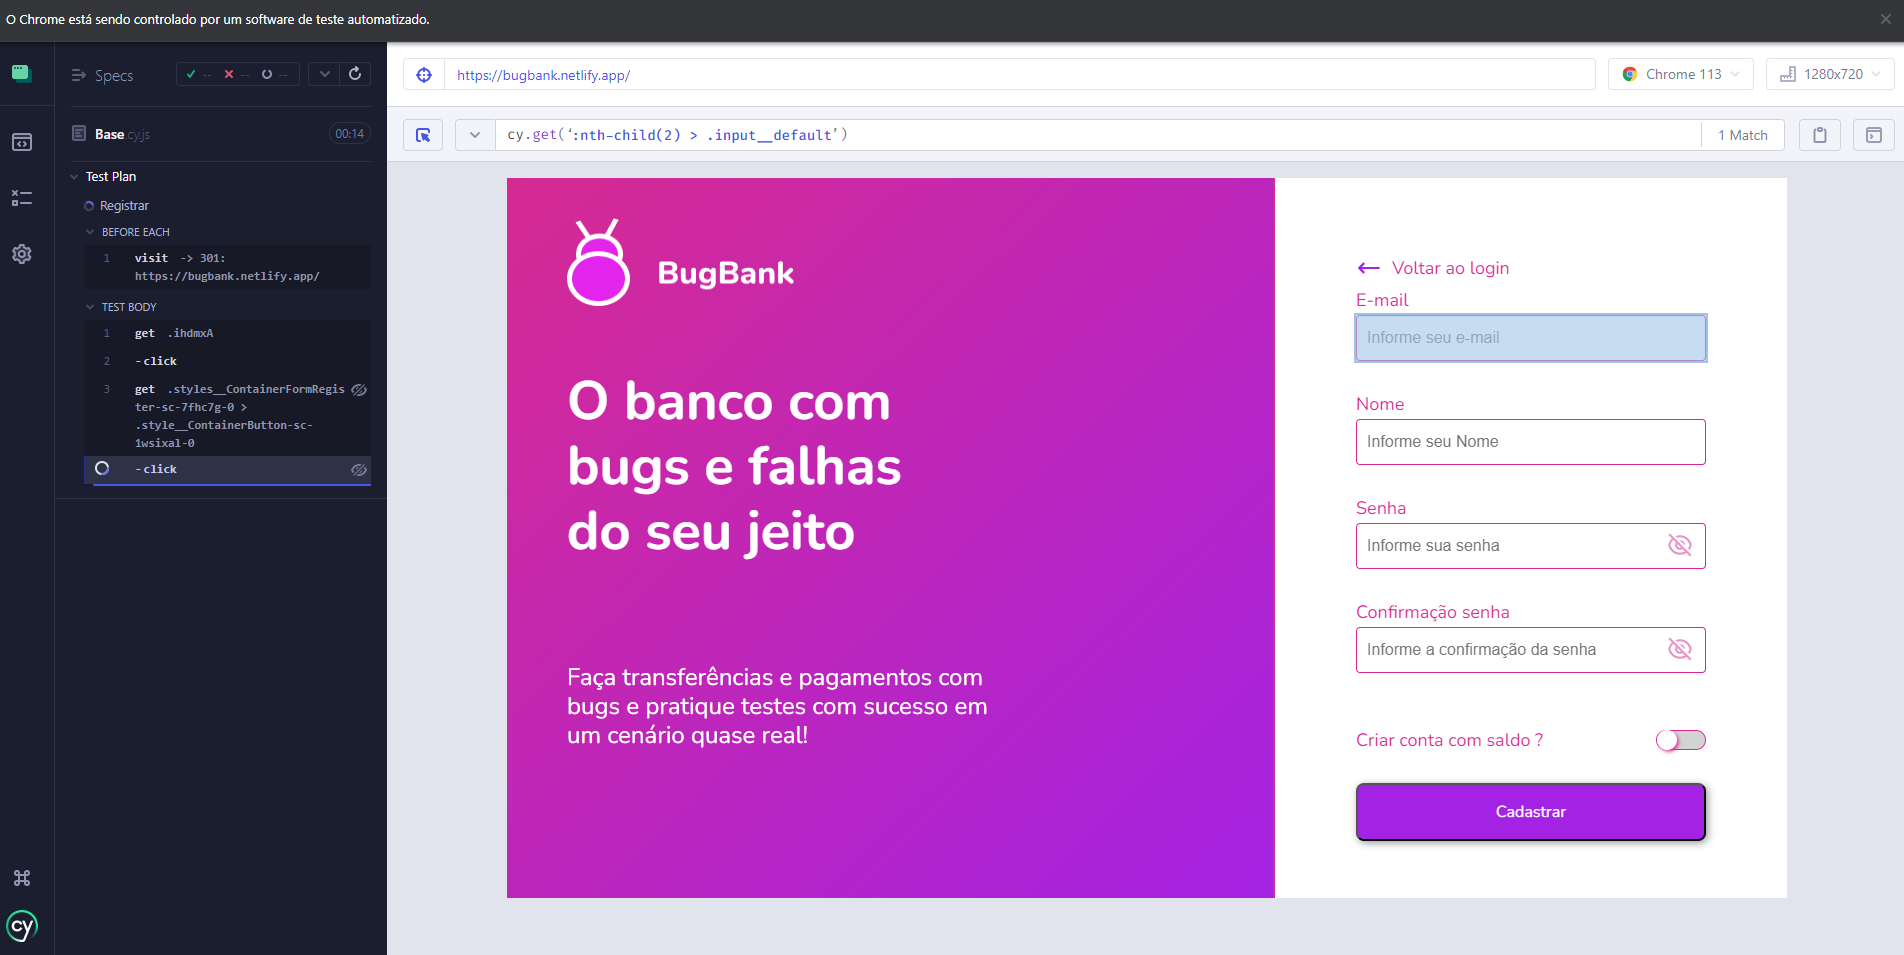 O Chrome está sendo controlado por um software de teste automatizado.
Specs
-- -- --
https://bugbank.netlify.app/
Chrome 113
1280x720
Base.cy.js
00:14
cy.get(':nth-child(2) > .input__default')
1 Match
Test Plan
Registrar
BEFORE EACH
1 visit -> 301:
https://bugbank.netlify.app/
TEST BODY
1 get .ihdmxA
2 -click
3 get .styles__ContainerFormRegis
ter-sc-7fhc7g-0 >
.style__ContainerButton-sc-
1wsixal-0
-click
cy
BugBank
O banco com
bugs e falhas
do seu jeito
Faça transferências e pagamentos com
bugs e pratique testes com sucesso em
um cenário quase real!
Voltar ao login
E-mail
Informe seu e-mail
Nome
Informe seu Nome
Senha
Informe sua senha
Confirmação senha
Informe a confirmação da senha
Criar conta com saldo ?
Cadastrar